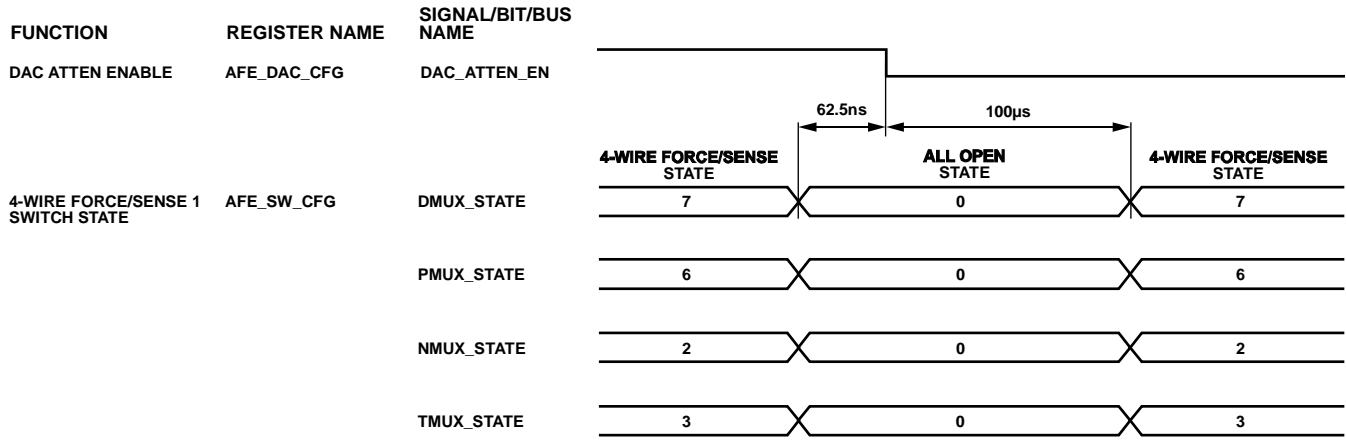 FUNCTION REGISTER NAME SIGNAL/BIT/BUS
NAME
DAC ATTEN ENABLE AFE_DAC_CFG DAC_ATTEN_EN
62.5ns 100µs
4-WIRE FORCE/SENSE ALL OPEN 4-WIRE FORCE/SENSE
STATE STATE STATE
4-WIRE FORCE/SENSE 1 AFE_SW_CFG DMUX_STATE 7 0 7
SWITCH STATE
PMUX_STATE 6 0 6
NMUX_STATE 2 0 2
TMUX_STATE 3 0 3